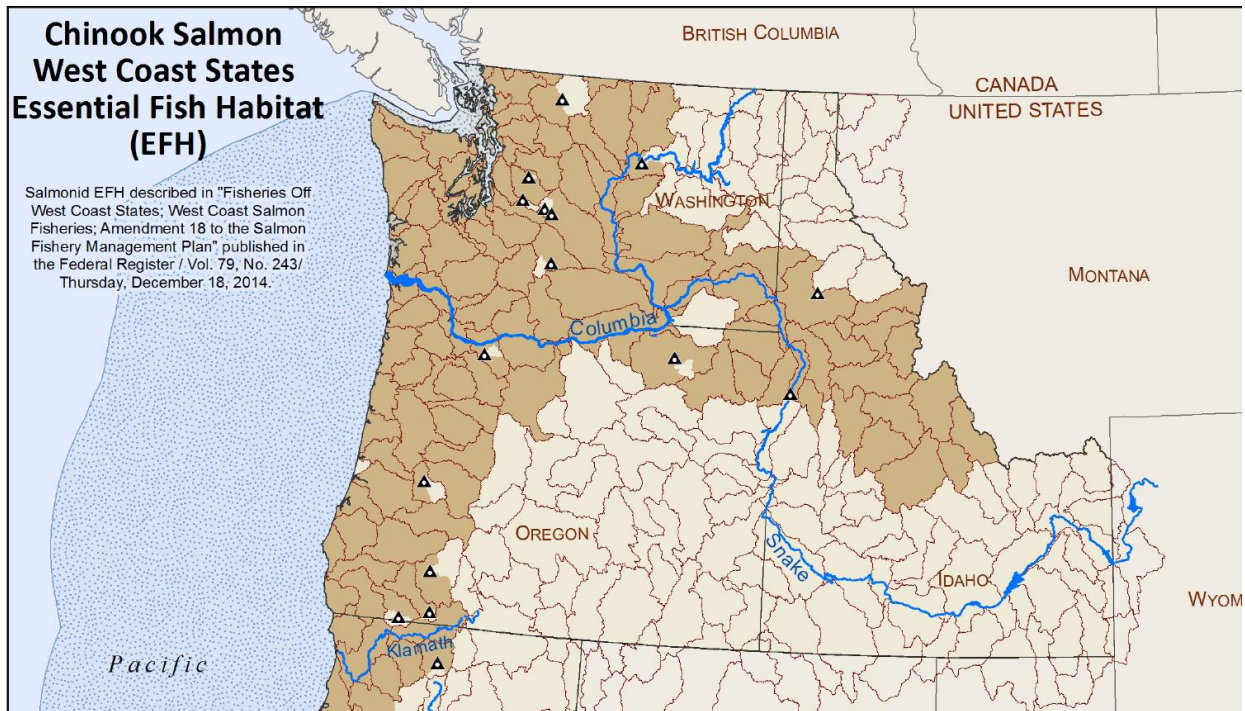 Chinook Salmon
West Coast States
Essential Fish Habitat
(EFH)
Salmonid EFH described in "Fisheries Off
West Coast States; West Coast Salmon
Fisheries; Amendment 18 to the Salmon
Fishery Management Plan" published in
the Federal Register / Vol. 79, No. 243/
Thursday, December 18, 2014.
BRITISH COLUMBIA
CANADA
UNITED STATES
WASHINGTON
MONTANA
Columbia
OREGON
Snake
IDAHO
WYOM
Klamath
Pacific